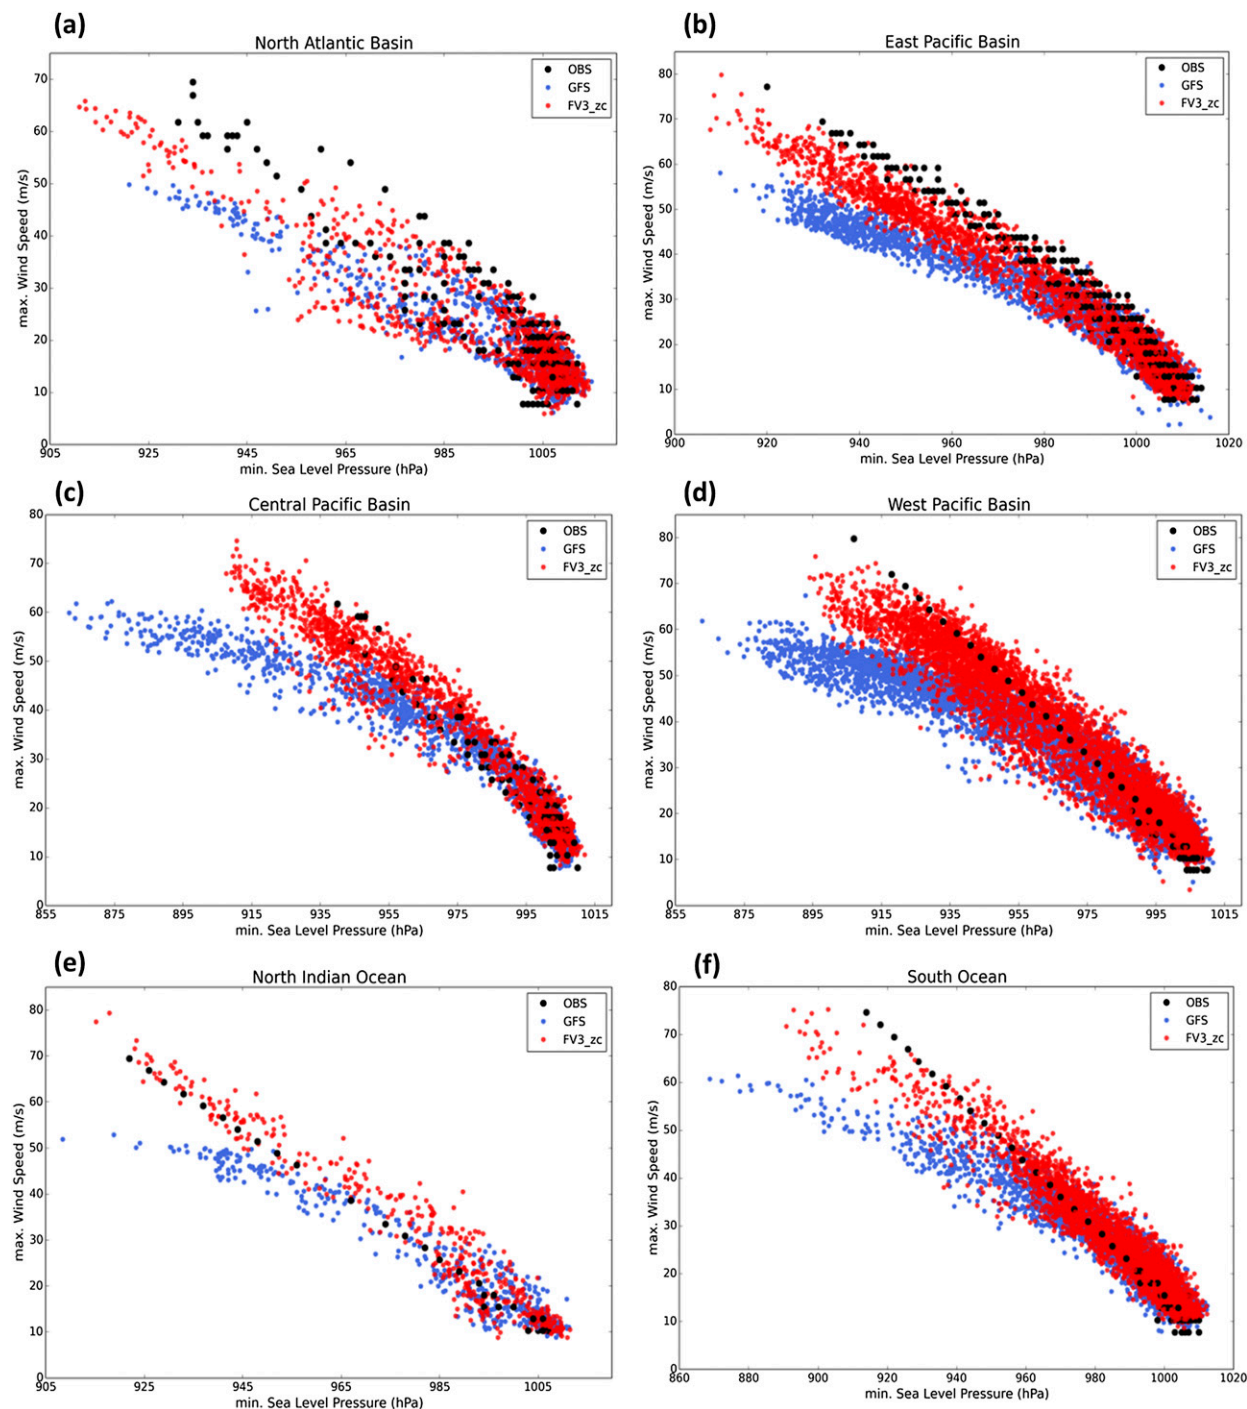 (a)
North Atlantic Basin
OBS
GFS
FV3_zc
70
60
50
40
30
20
10
0
max. Wind Speed (m/s)
905 925 945 965 985 1005
min. Sea Level Pressure (hPa)
(b)
East Pacific Basin
OBS
GFS
FV3_zc
80
70
60
50
40
30
20
10
0
max. Wind Speed (m/s)
900 920 940 960 980 1000 1020
min. Sea Level Pressure (hPa)
(c)
Central Pacific Basin
OBS
GFS
FV3_zc
80
70
60
50
40
30
20
10
0
max. Wind Speed (m/s)
855 875 895 915 935 955 975 995 1015
min. Sea Level Pressure (hPa)
(d)
West Pacific Basin
OBS
GFS
FV3_zc
80
70
60
50
40
30
20
10
0
max. Wind Speed (m/s)
855 875 895 915 935 955 975 995 1015
min. Sea Level Pressure (hPa)
(e)
North Indian Ocean
OBS
GFS
FV3_zc
80
70
60
50
40
30
20
10
0
max. Wind Speed (m/s)
905 925 945 965 985 1005
min. Sea Level Pressure (hPa)
(f)
South Ocean
OBS
GFS
FV3_zc
80
70
60
50
40
30
20
10
0
max. Wind Speed (m/s)
860 880 900 920 940 960 980 1000 1020
min. Sea Level Pressure (hPa)